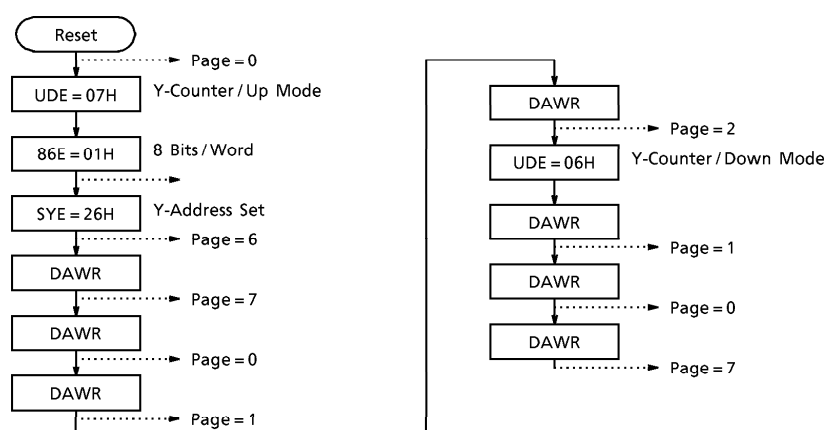 Reset
Page = 0
UDE = 07H
Y-Counter / Up Mode
86E = 01H
8 Bits / Word
SYE = 26H
Y-Address Set
Page = 6
DAWR
Page = 7
DAWR
Page = 0
DAWR
Page = 1
DAWR
Page = 2
UDE = 06H
Y-Counter / Down Mode
DAWR
Page = 1
DAWR
Page = 0
DAWR
Page = 7